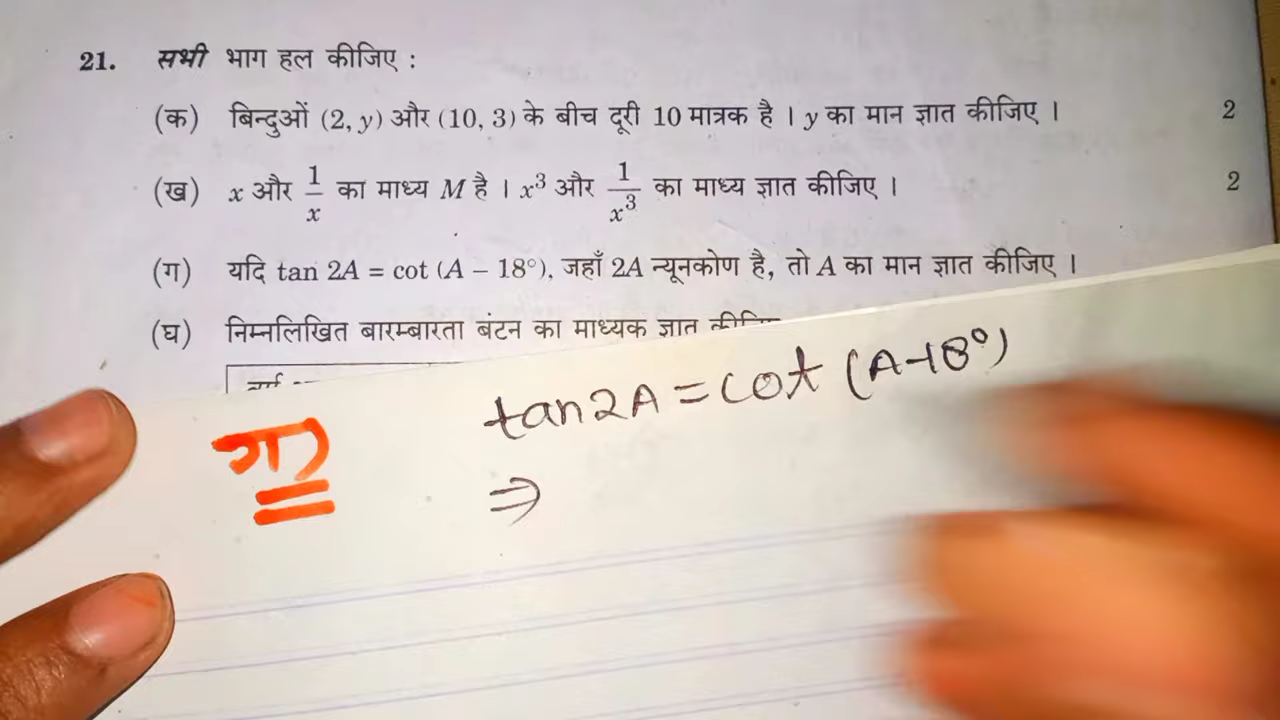 21. सभी भाग हल कीजिए :
(क) बिन्दुओं (2, y) और (10, 3) के बीच दूरी 10 मात्रक है । y का मान ज्ञात कीजिए । 2
(ख) x और 1/x का माध्य M है । x³ और 1/x³ का माध्य ज्ञात कीजिए । 2
(ग) यदि tan 2A = cot (A – 18°), जहाँ 2A न्यूनकोण है, तो A का मान ज्ञात कीजिए ।
(घ) निम्नलिखित बारम्बारता बंटन का माध्यक ज्ञात
ग) tan2A = cot (A-18°)
⇒